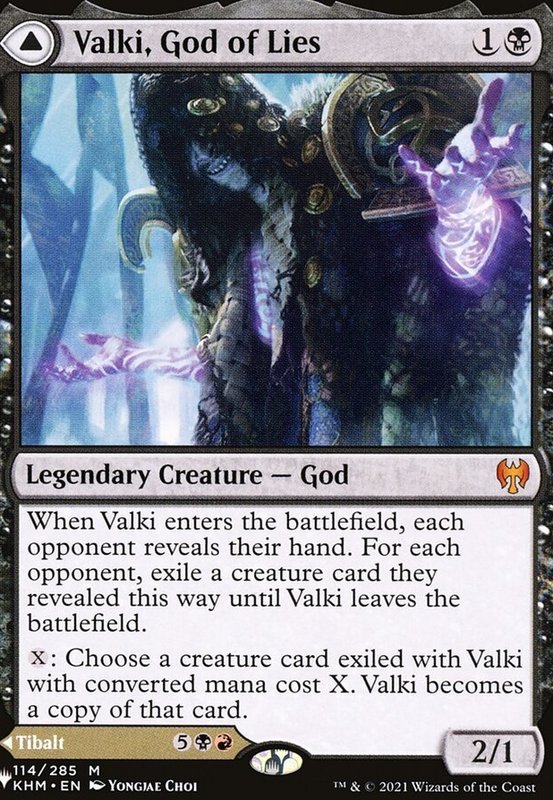 Valki, God of Lies 1
Legendary Creature — God
When Valki enters the battlefield, each
opponent reveals their hand. For each
opponent, exile a creature card they
revealed this way until Valki leaves the
battlefield.
X: Choose a creature card exiled with Valki
with converted mana cost X. Valki becomes
a copy of that card.
Tibalt 5
2/1
114/285 M
KHM • EN Yongjae Choi
™ & © 2021 Wizards of the Coast